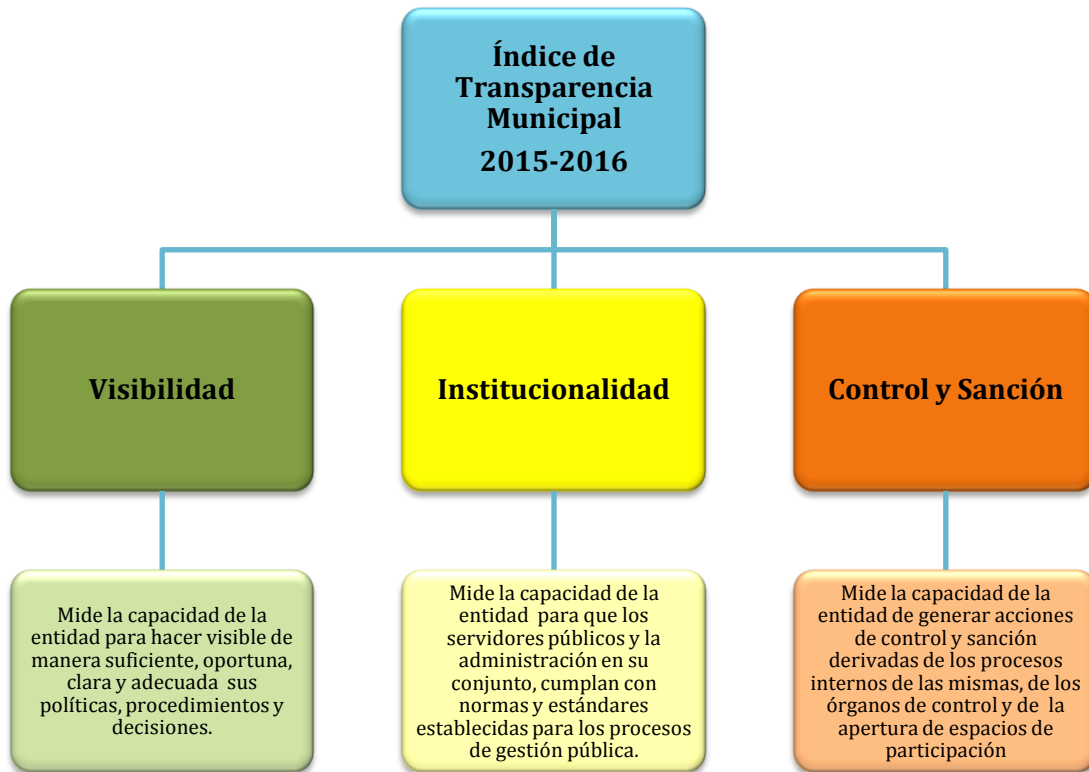 Índice de
Transparencia
Municipal
2015-2016
Visibilidad
Institucionalidad
Control y Sanción
Mide la capacidad de la
entidad para hacer visible de
manera suficiente, oportuna,
clara y adecuada sus
políticas, procedimientos y
decisiones.
Mide la capacidad de la
entidad para que los
servidores públicos y la
administración en su
conjunto, cumplan con
normas y estándares
establecidas para los procesos
de gestión pública.
Mide la capacidad de la
entidad de generar acciones
de control y sanción
derivadas de los procesos
internos de las mismas, de los
órganos de control y de la
apertura de espacios de
participación